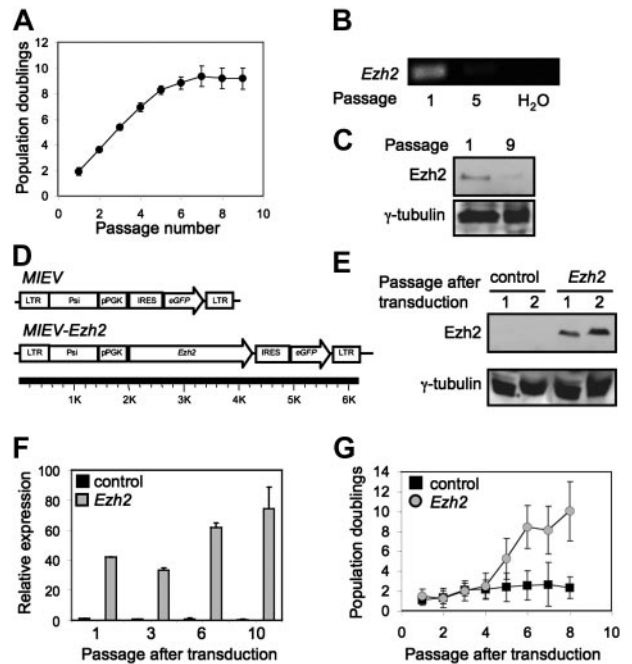 A
Population doublings
12
10
8
6
4
2
0
0 2 4 6 8 10
Passage number
B
Ezh2
Passage 1 5 H2O
C
Passage 1 9
Ezh2
γ-tubulin
D
MIEV
LTR Psi pPGK IRES eGFP LTR
MIEV-Ezh2
LTR Psi pPGK Ezh2 IRES eGFP LTR
1K 2K 3K 4K 5K 6K
E
Passage after control Ezh2
transduction 1 2 1 2
Ezh2
γ-tubulin
F
control
Ezh2
Relative expression
100
80
60
40
20
0
1 3 6 10
Passage after transduction
G
control
Ezh2
Population doublings
14
12
10
8
6
4
2
0
0 2 4 6 8 10
Passage after transduction